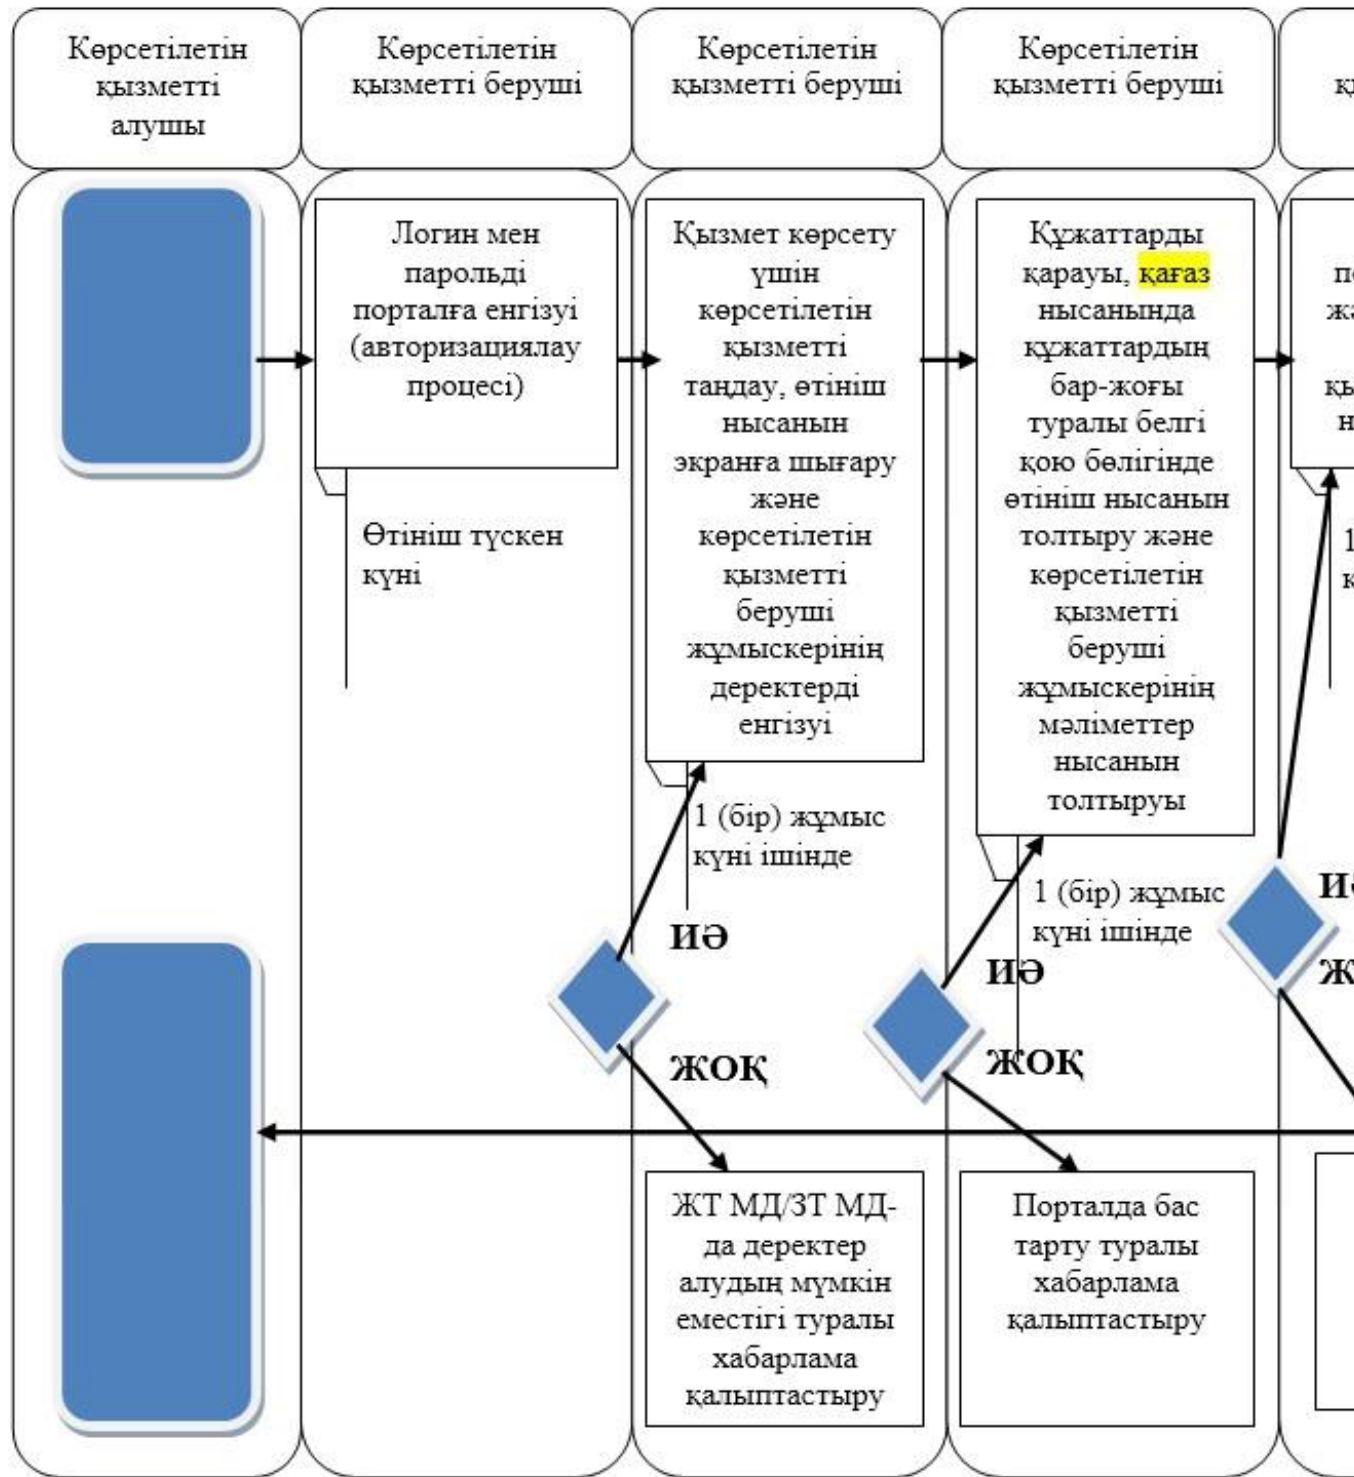 Көрсетілетін
қызметті
алушы
Көрсетілетін
қызметті беруші
Көрсетілетін
қызметті беруші
Көрсетілетін
қызметті беруші
Логин мен
парольді
порталға енгізуі
(авторизациялау
процесі)
Өтініш түскен
күні
Қызмет көрсету
үшін
көрсетілетін
қызметті
таңдау, өтініш
нысанын
экранға шығару
және
көрсетілетін
қызметті
беруші
жұмыскерінің
деректерді
енгізуі
1 (бір) жұмыс
күні ішінде
ИӘ
ЖОҚ
ЖТ МД/ЗТ МД-
да деректер
алудың мүмкін
еместігі туралы
хабарлама
қалыптастыру
Құжаттарды
қарауы, қағаз
нысанында
құжаттардың
бар-жоғы
туралы белгі
қою бөлігінде
өтініш нысанын
толтыру және
көрсетілетін
қызметті
беруші
жұмыскерінің
мәліметтер
нысанын
толтыруы
1 (бір) жұмыс
күні ішінде
ИӘ
ЖОҚ
Порталда бас
тарту туралы
хабарлама
қалыптастыру
1